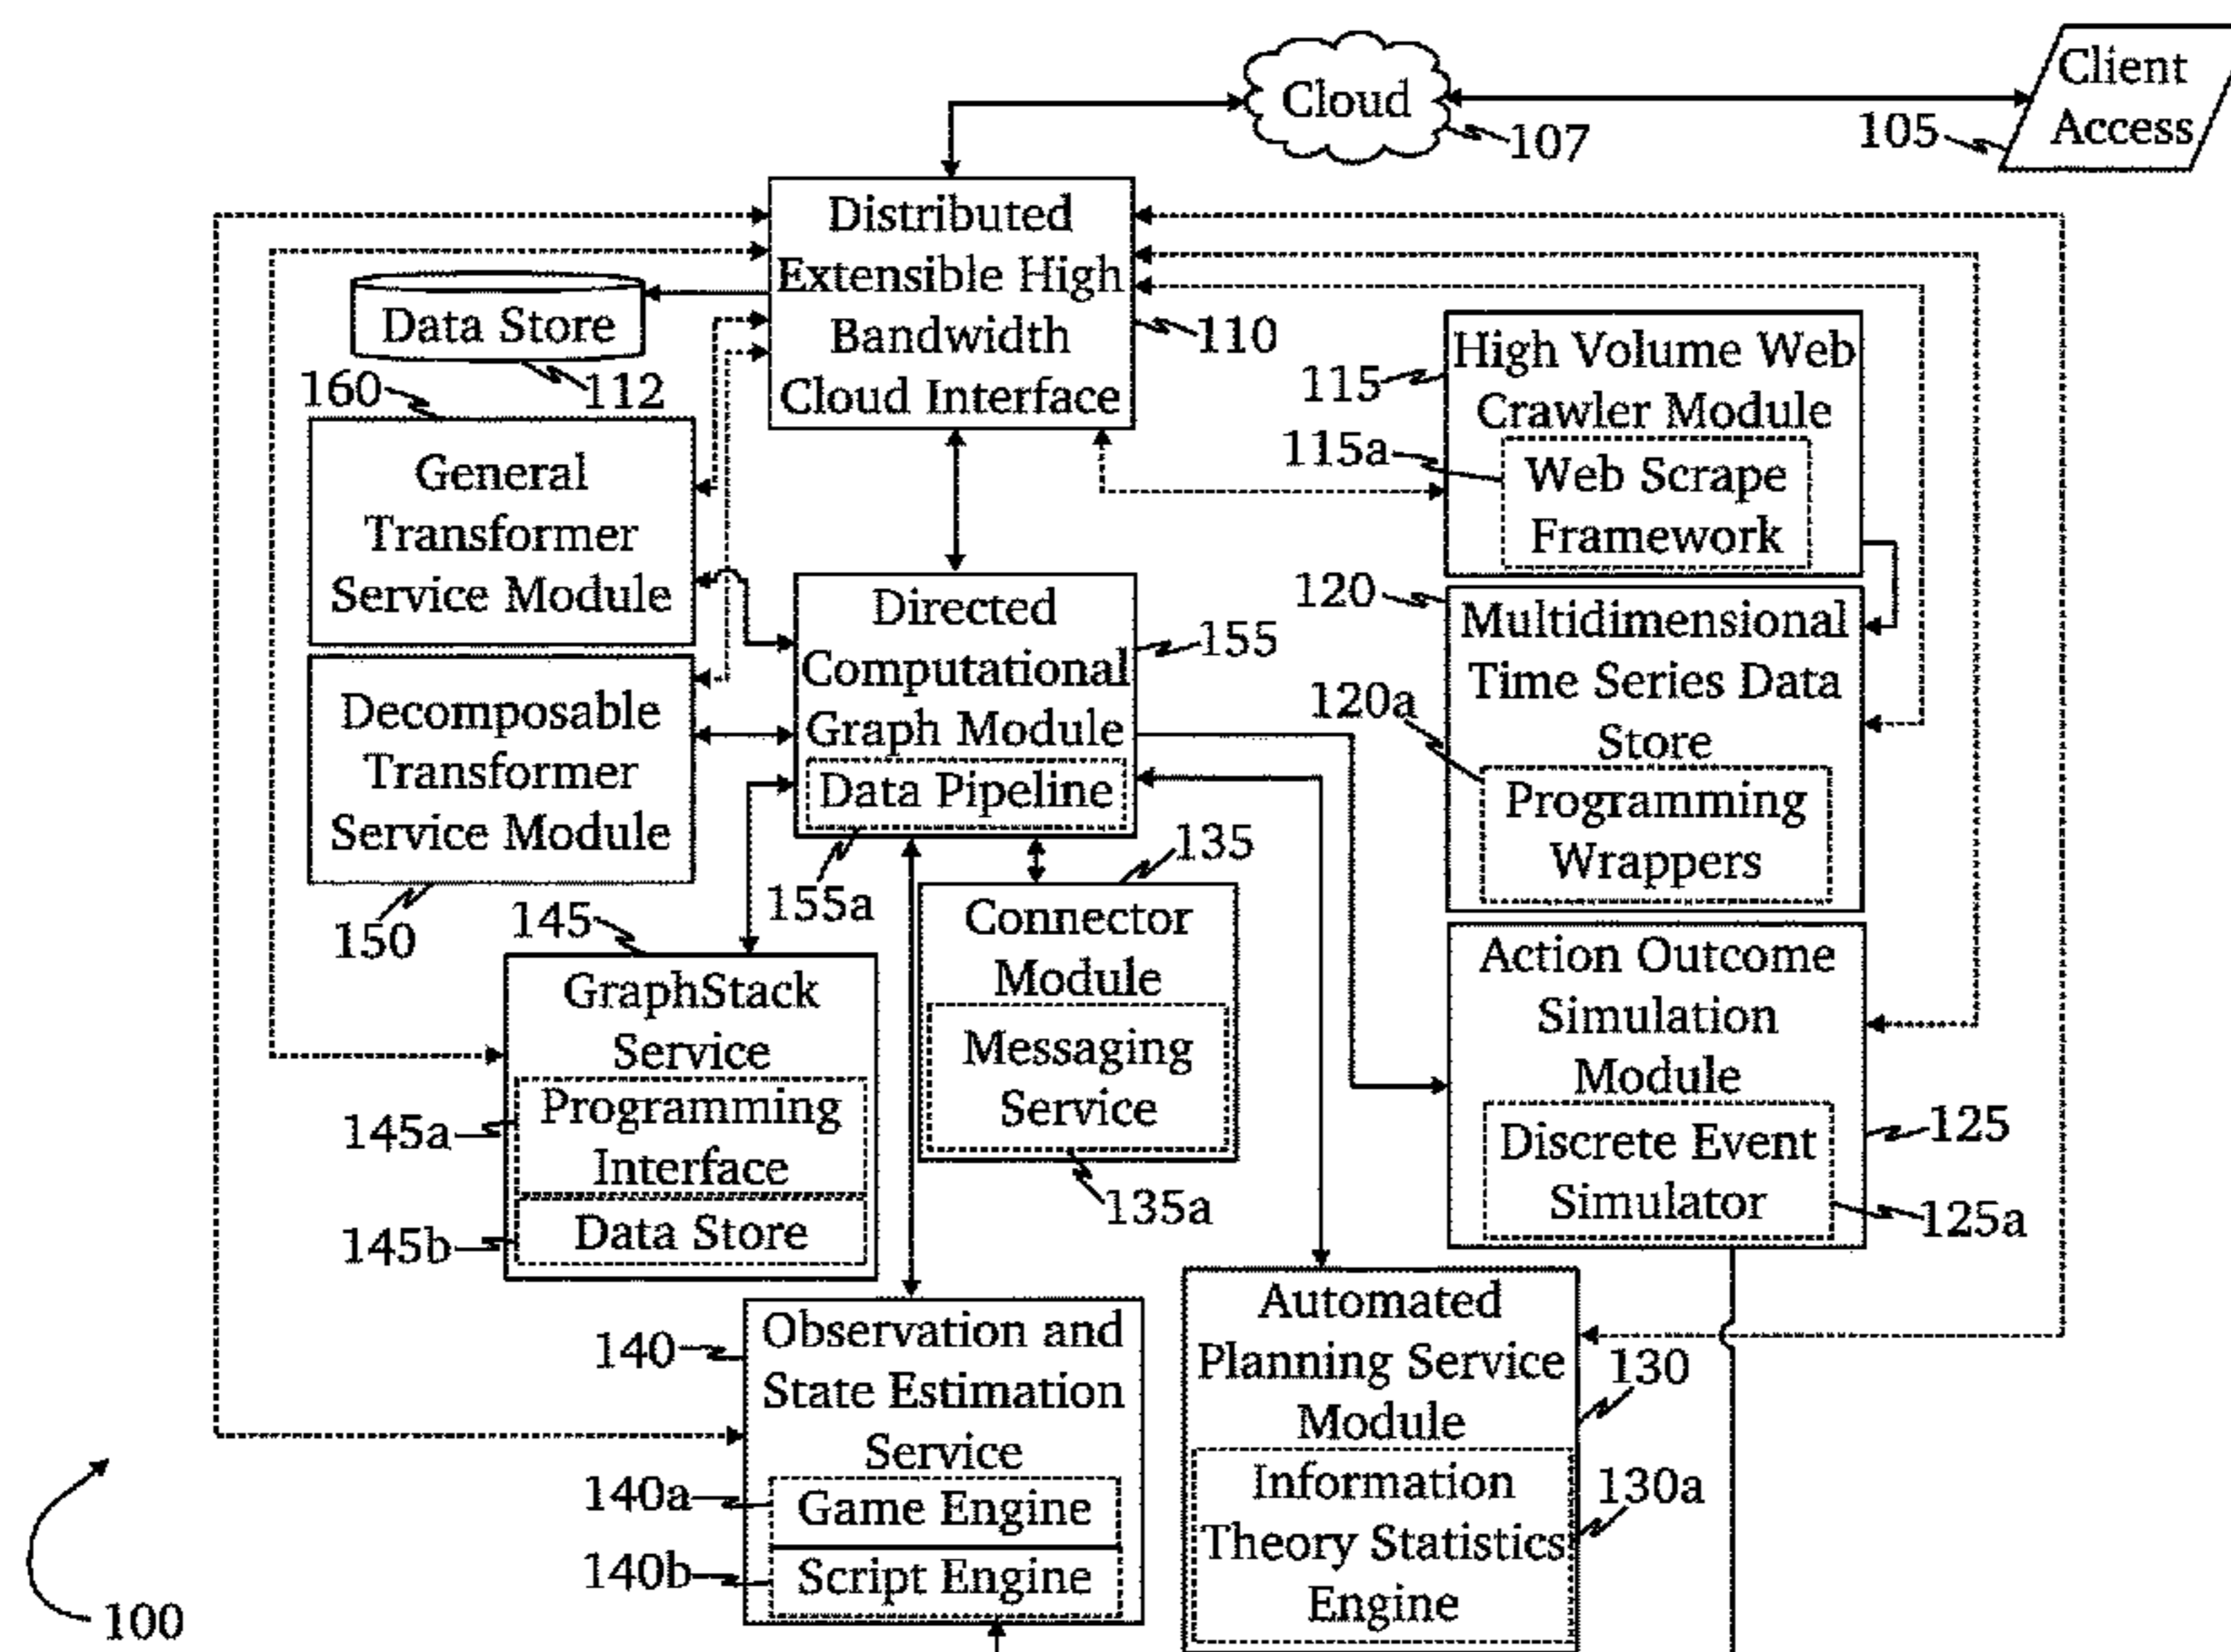 Cloud
107
Client
Access
105
Distributed
Extensible High
Bandwidth
Cloud Interface
110
Data Store
112
160
General
Transformer
Service Module
Decomposable
Transformer
Service Module
150
Directed
Computational
Graph Module
Data Pipeline
155
155a
115
High Volume Web
Crawler Module
115a
Web Scrape
Framework
120
Multidimensional
Time Series Data
Store
120a
Programming
Wrappers
135
Connector
Module
Messaging
Service
135a
145
GraphStack
Service
145a
Programming
Interface
145b
Data Store
Action Outcome
Simulation
Module
125
Discrete Event
Simulator
125a
140
Observation and
State Estimation
Service
140a
Game Engine
140b
Script Engine
Automated
Planning Service
Module
130
Information
Theory Statistics
Engine
130a
100